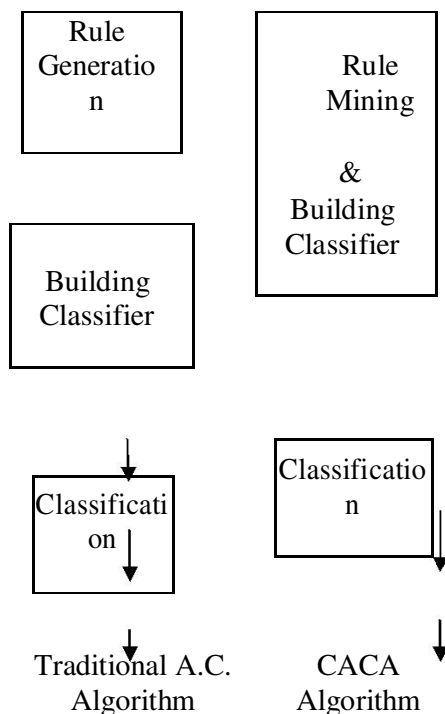 Rule
Generatio
n
Building
Classifier
Classificati
on
Traditional A.C.
Algorithm
Rule
Mining
&
Building
Classifier
Classificatio
n
CACA
Algorithm